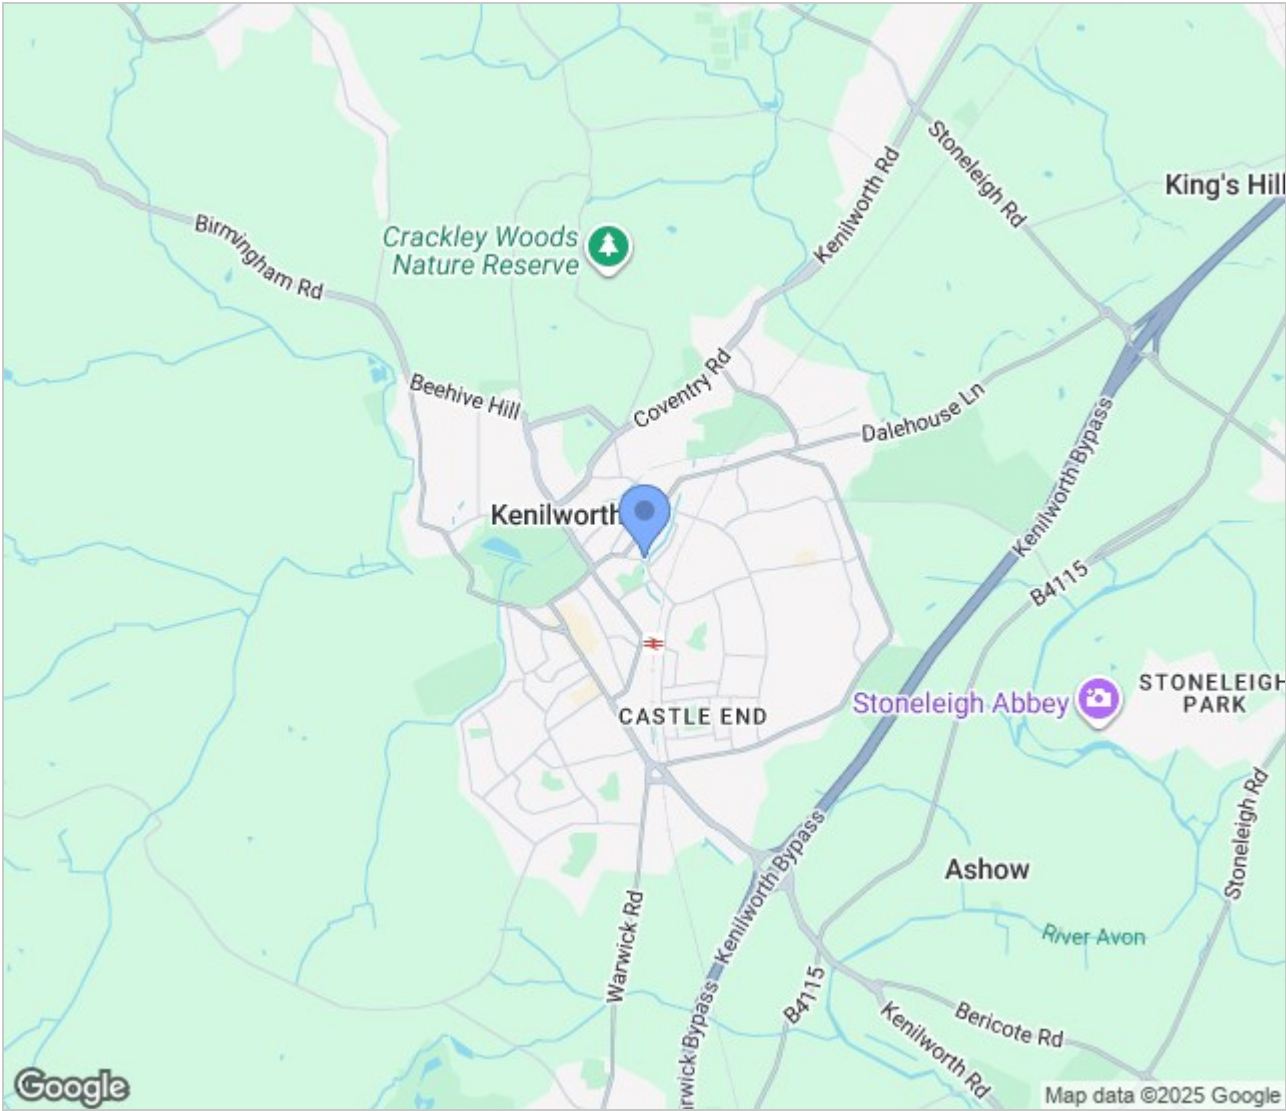 Stoneleigh Rd
King's Hill
Kenilworth Rd
Birmingham Rd
Crackley Woods
Nature Reserve
Coventry Rd
Beehive Hill
Dalehouse Ln
Kenilworth Bypass
Kenilworth
B4115
STONELEIGH
PARK
Stoneleigh Abbey
CASTLE END
Stoneleigh Rd
Kenilworth Bypass
Ashow
River Avon
Warwick Rd
rwick Bypass
B4115
Bericote Rd
Kenilworth Rd
Google
Map data ©2025 Google